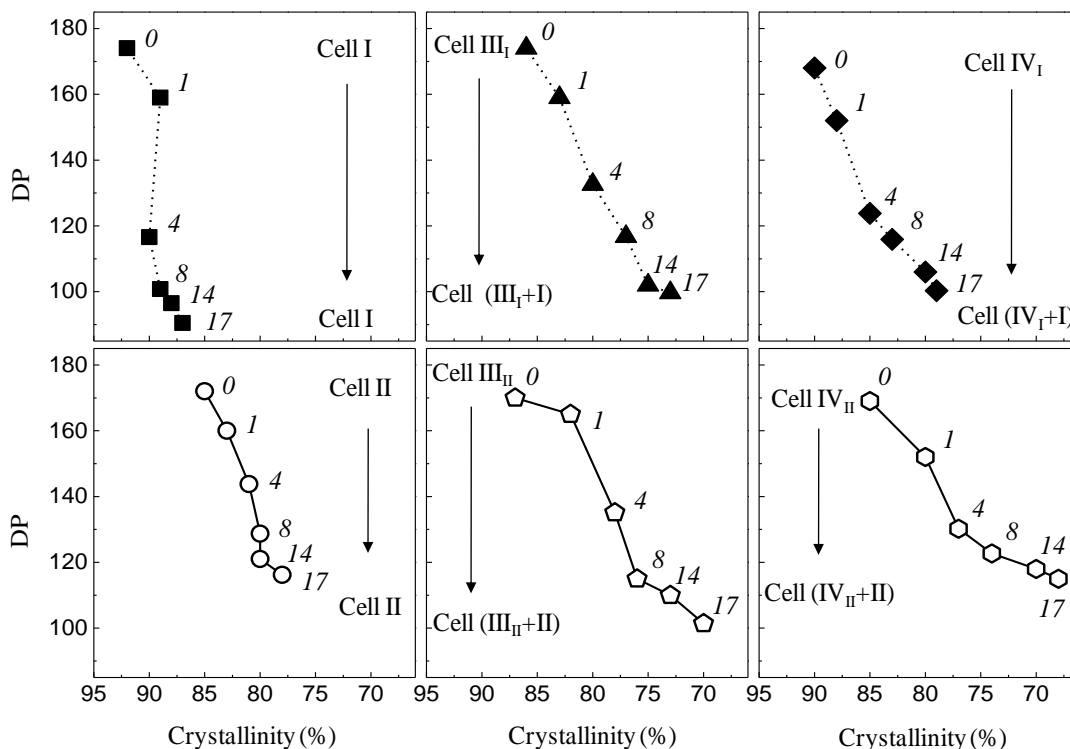 180
160
140
120
100
DP
0
1
4
8
14
17
Cell I
Cell I
0
1
4
8
14
17
Cell III_I
Cell (III_I+I)
0
1
4
8
14
17
Cell IV_I
Cell (IV_I+I)
180
160
140
120
100
DP
0
1
4
8
14
17
Cell II
Cell II
0
1
4
8
14
17
Cell III_II
Cell (III_II+II)
0
1
4
8
14
17
Cell IV_II
Cell (IV_II+II)
95 90 85 80 75 70
95 90 85 80 75 70
95 90 85 80 75 70
Crystallinity (%)
Crystallinity (%)
Crystallinity (%)